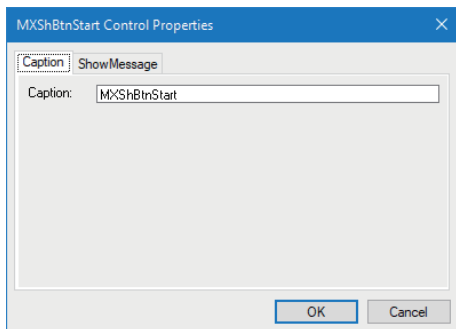 MXShBtnStart Control Properties
Caption ShowMessage
Caption: MXShBtnStart
OK Cancel